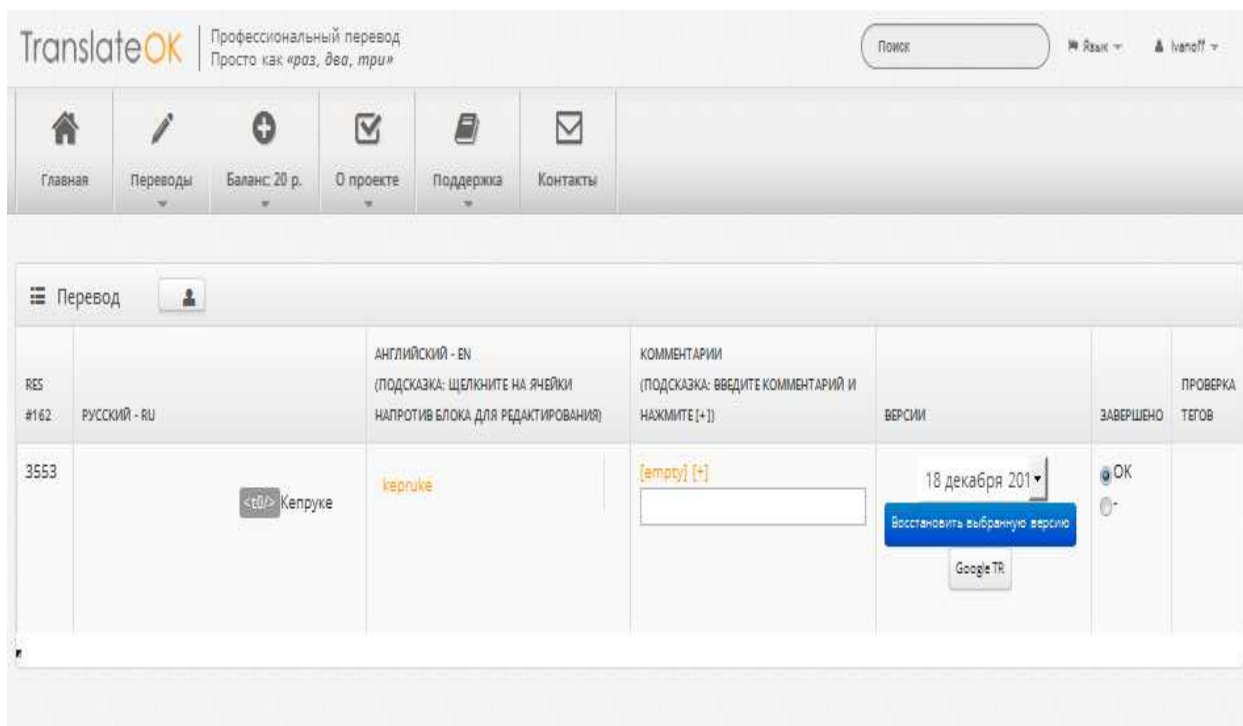 TranslateOK
Профессиональный перевод
Просто как «раз, два, три»
Поиск
Язык
Ivanoff
Главная
Переводы
Баланс: 20 р.
О проекте
Поддержка
Контакты
Перевод
RES
#162
РУССКИЙ - RU
АНГЛИЙСКИЙ - EN
(ПОДСКАЗКА: ЩЕЛКНИТЕ НА ЯЧЕЙКИ
НАПРОТИВ БЛОКА ДЛЯ РЕДАКТИРОВАНИЯ)
КОММЕНТАРИИ
(ПОДСКАЗКА: ВВЕДИТЕ КОММЕНТАРИЙ И
НАЖМИТЕ [+])
ВЕРСИИ
ЗАВЕРШЕНО
ПРОВЕРКА
ТЕГОВ
3553
<t0/> Кепруке
kepruke
[empty] [+]
18 декабря 201
Восстановить выбранную версию
Google TR
OK
-